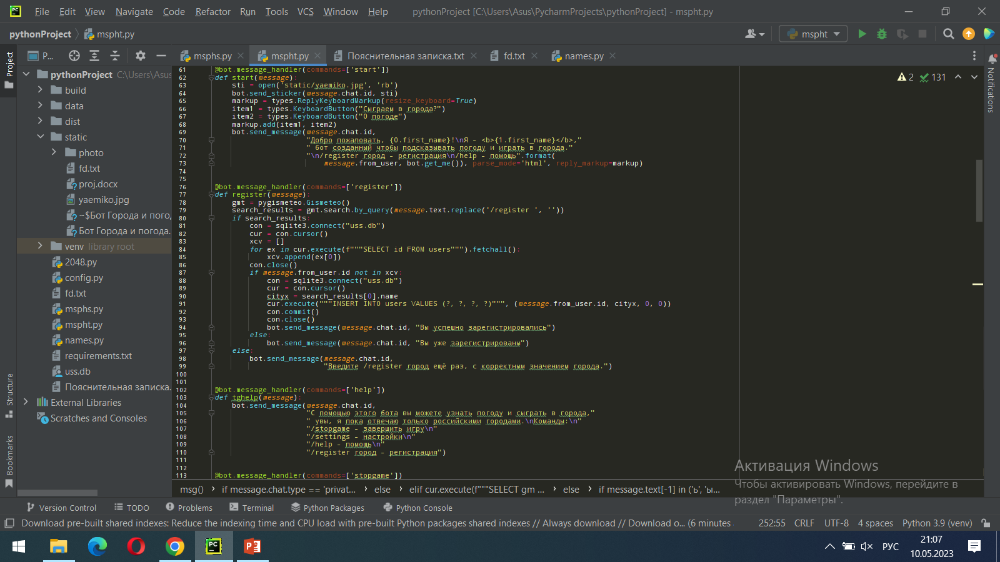 File Edit View Navigate Code Refactor Run Tools VCS Window Help pythonProject [C:\Users\Asus\PycharmProjects\pythonProject] - mspht.py
pythonProject mspht.py mspht
P... msphs.py mspht.py Пояснительная записка.txt fd.txt names.py
Project
Structure
Bookmarks
Notifications
2 131
pythonProject C:\Users\Asus
build
data
dist
static
photo
fd.txt
proj.docx
yaemiko.jpg
~$Бот Города и пого
Бот Города и погода.
venv library root
2048.py
config.py
fd.txt
msphs.py
mspht.py
names.py
requirements.txt
uss.db
Пояснительная записка.
External Libraries
Scratches and Consoles
61 @bot.message_handler(commands=['start'])
62 def start(message):
63 sti = open('static/yaemiko.jpg', 'rb')
64 bot.send_sticker(message.chat.id, sti)
65 markup = types.ReplyKeyboardMarkup(resize_keyboard=True)
66 item1 = types.KeyboardButton("Сыграем в города?")
67 item2 = types.KeyboardButton("О погоде")
68 markup.add(item1, item2)
69 bot.send_message(message.chat.id,
70 "Добро пожаловать, {0.first_name}!\nЯ - <b>{1.first_name}</b>,"
71 " бот созданный чтобы подсказывать погоду и играть в города."
72 "\n/register город - регистрация\n/help - помощь".format(
73 message.from_user, bot.get_me()), parse_mode='html', reply_markup=markup)
74
75
76 @bot.message_handler(commands=['register'])
77 def register(message):
78 gmt = pygismeteo.Gismeteo()
79 search_results = gmt.search.by_query(message.text.replace('/register ', ''))
80 if search_results:
81 con = sqlite3.connect("uss.db")
82 cur = con.cursor()
83 xcv = []
84 for ex in cur.execute(f"""SELECT id FROM users""").fetchall():
85 xcv.append(ex[0])
86 con.close()
87 if message.from_user.id not in xcv:
88 con = sqlite3.connect("uss.db")
89 cur = con.cursor()
90 cityx = search_results[0].name
91 cur.execute("""INSERT INTO users VALUES (?, ?, ?, ?)""", (message.from_user.id, cityx, 0, 0))
92 con.commit()
93 con.close()
94 bot.send_message(message.chat.id, "Вы успешно зарегистрировались")
95 else:
96 bot.send_message(message.chat.id, "Вы уже зарегистрированы")
97 else:
98 bot.send_message(message.chat.id,
99 "Введите /register город ещё раз, с корректным значением города.")
100
101
102 @bot.message_handler(commands=['help'])
103 def tghelp(message):
104 bot.send_message(message.chat.id,
105 "С помощью этого бота вы можете узнать погоду и сыграть в города,"
106 " увы, я пока отвечаю только российскими городами.\nКоманды:\n"
107 "/stopgame - завершить игру\n"
108 "/settings - настройки\n"
109 "/help - помощь\n"
110 "/register город - регистрация")
111
112
113 @bot.message_handler(commands=['stopgame'])
Активация Windows
Чтобы активировать Windows, перейдите в
раздел "Параметры".
msg() if message.chat.type == 'privat... else elif cur.execute(f"""SELECT gm ... else if message.text[-1] in ('ь', 'ы...
Version Control TODO Problems Terminal Python Packages Python Console
Download pre-built shared indexes: Reduce the indexing time and CPU load with pre-built Python packages shared indexes // Always download // Download o... (6 minutes 252:55 CRLF UTF-8 4 spaces Python 3.9 (venv)
РУС 21:07
10.05.2023